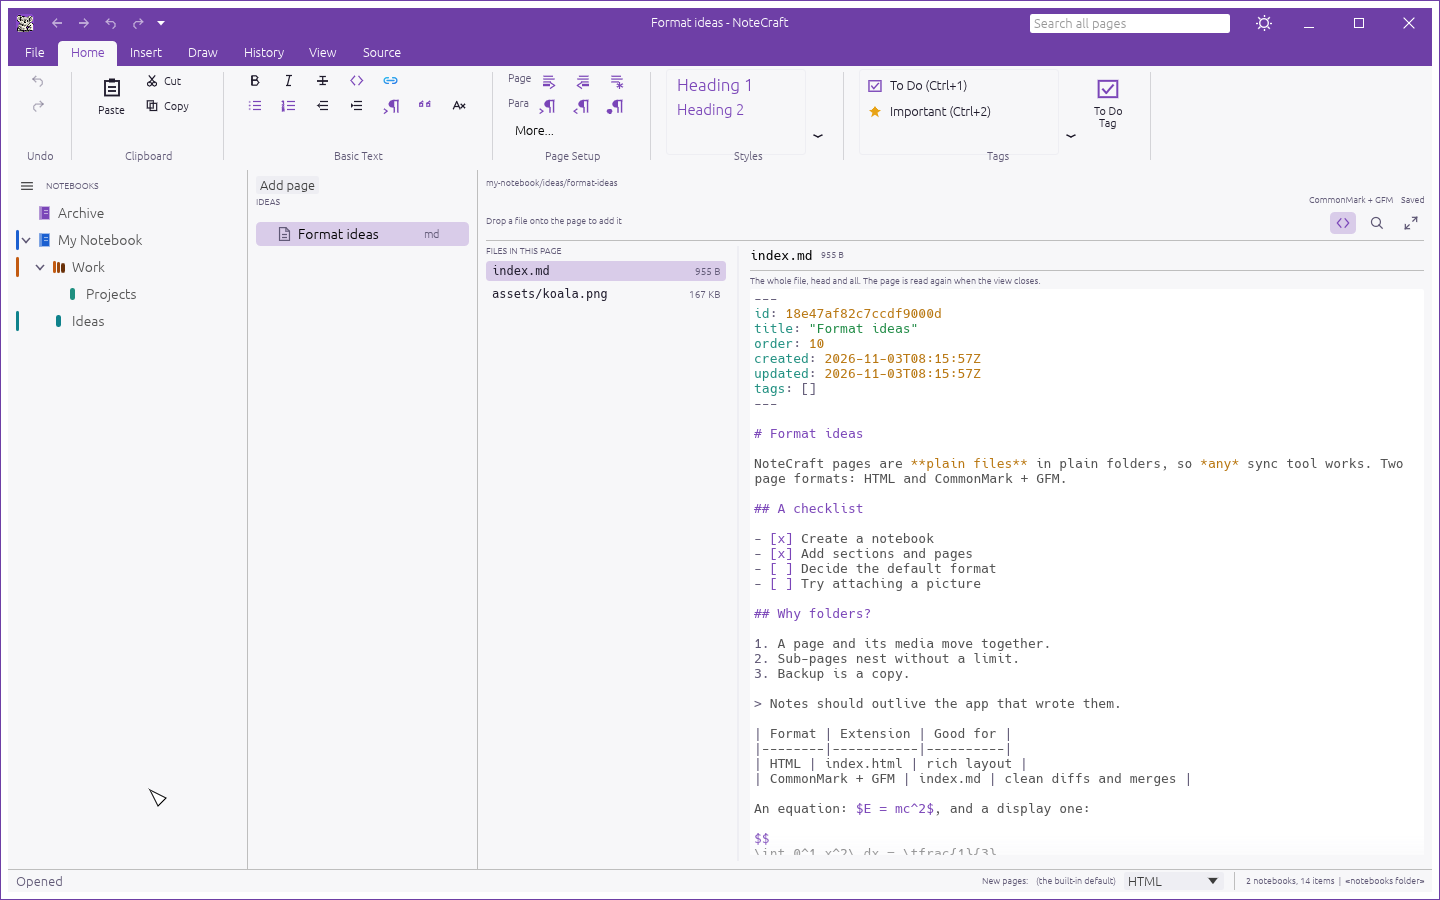 Format ideas - NoteCraft
Search all pages
File Home Insert Draw History View Source
Paste
Cut
Copy
Page
Para
More...
Heading 1
Heading 2
To Do (Ctrl+1)
Important (Ctrl+2)
To Do
Tag
Undo Clipboard Basic Text Page Setup Styles Tags
NOTEBOOKS
Archive
My Notebook
Work
Projects
Ideas
Add page
IDEAS
Format ideas md
my-notebook/ideas/format-ideas
CommonMark + GFM Saved
Drop a file onto the page to add it
FILES IN THIS PAGE
index.md 955 B
assets/koala.png 167 KB
index.md 955 B
The whole file, head and all. The page is read again when the view closes.
---
id: 18e47af82c7ccdf9000d
title: "Format ideas"
order: 10
created: 2026-11-03T08:15:57Z
updated: 2026-11-03T08:15:57Z
tags: []
---
# Format ideas
NoteCraft pages are **plain files** in plain folders, so *any* sync tool works. Two
page formats: HTML and CommonMark + GFM.
## A checklist
- [x] Create a notebook
- [x] Add sections and pages
- [ ] Decide the default format
- [ ] Try attaching a picture
## Why folders?
1. A page and its media move together.
2. Sub-pages nest without a limit.
3. Backup is a copy.
> Notes should outlive the app that wrote them.
| Format | Extension | Good for |
|--------|-----------|----------|
| HTML | index.html | rich layout |
| CommonMark + GFM | index.md | clean diffs and merges |
An equation: $E = mc^2$, and a display one:
$$
\int_0^1 x^2\ dx = \tfrac{1}{3}
Opened
New pages: (the built-in default) HTML
2 notebooks, 14 items | «notebooks folder»